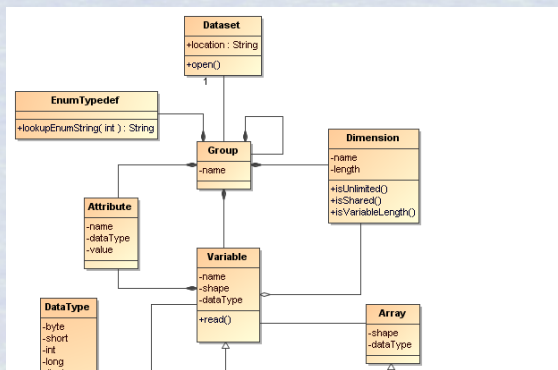 Dataset
+location : String
+open()
1
EnumTypedef
+lookupEnumString( int ) : String
Group
-name
Dimension
-name
-length
+isUnlimited()
+isShared()
+isVariableLength()
Attribute
-name
-dataType
-value
Variable
-name
-shape
-dataType
+read()
DataType
-byte
-short
-int
-long
Array
-shape
-dataType